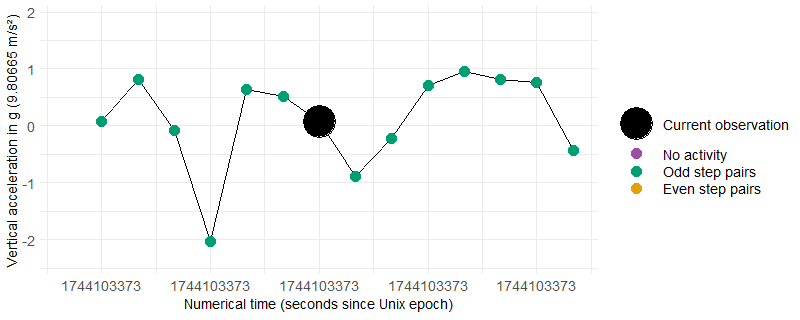 Vertical acceleration in g (9.80665 m/s²)
2
1
0
-1
-2
1744103373 1744103373 1744103373 1744103373 1744103373
Numerical time (seconds since Unix epoch)
Current observation
No activity
Odd step pairs
Even step pairs